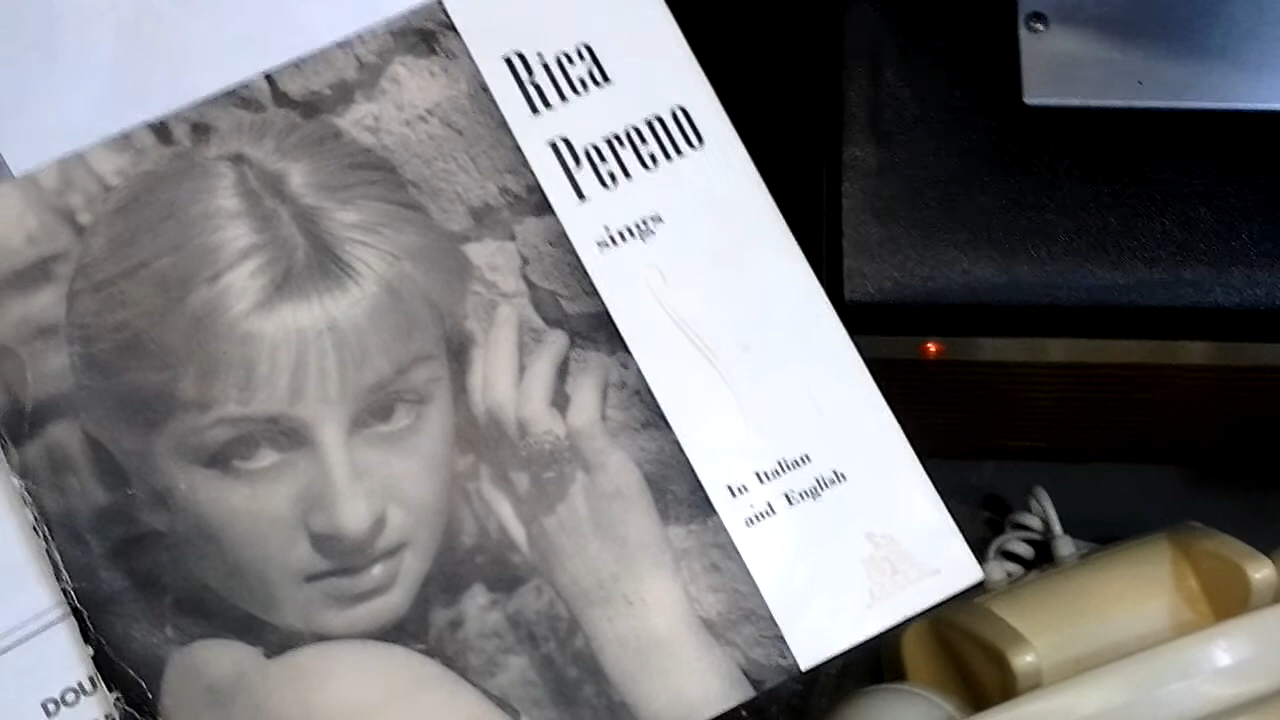 Rica
Pereno
sings
In Italian
and English
DOU